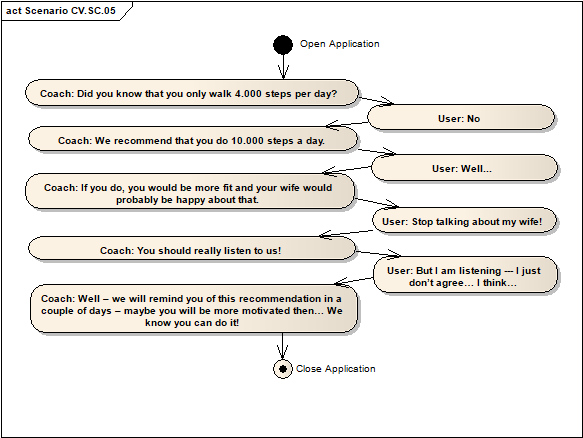 act Scenario CV.SC.05
Open Application
Coach: Did you know that you only walk 4.000 steps per day?
User: No
Coach: We recommend that you do 10.000 steps a day.
User: Well...
Coach: If you do, you would be more fit and your wife would
probably be happy about that.
User: Stop talking about my wife!
Coach: You should really listen to us!
User: But I am listening --- I just
don't agree... I think...
Coach: Well – we will remind you of this recommendation in a
couple of days – maybe you will be more motivated then... We
know you can do it!
Close Application